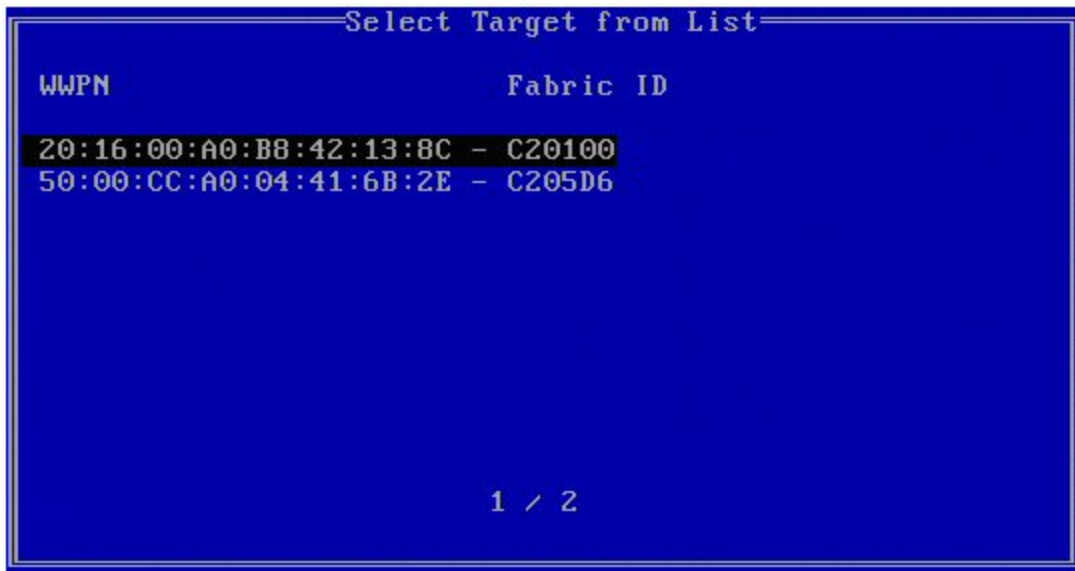 Select Target from List
WWPN Fabric ID
20:16:00:A0:B8:42:13:8C - C20100
50:00:CC:A0:04:41:6B:2E - C205D6
1 / 2